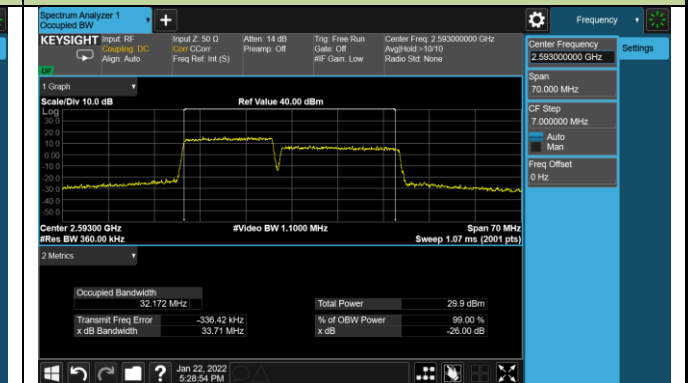 Spectrum Analyzer 1
Occupied BW
+
Frequency
KEYSIGHT
Input: RF
Coupling: DC
Align: Auto
Input Z: 50 Ω
Corr CCorr
Freq Ref: Int (S)
Atten: 14 dB
Preamp: Off
Trig: Free Run
Gate: Off
#IF Gain: Low
Center Freq: 2.593000000 GHz
Avg|Hold:>10/10
Radio Std: None
Center Frequency
2.593000000 GHz
Settings
Span
70.000 MHz
CF Step
7.000000 MHz
Auto
Man
Freq Offset
0 Hz
1 Graph
Scale/Div 10.0 dB
Ref Value 40.00 dBm
Log
30.0
20.0
10.0
0.00
-10.0
-20.0
-30.0
-40.0
-50.0
Center 2.59300 GHz
#Video BW 1.1000 MHz
Span 70 MHz
#Res BW 360.00 kHz
Sweep 1.07 ms (2001 pts)
2 Metrics
Occupied Bandwidth
32.172 MHz
Total Power
29.9 dBm
Transmit Freq Error
-336.42 kHz
% of OBW Power
99.00 %
x dB Bandwidth
33.71 MHz
x dB
-26.00 dB
?
Jan 22, 2022
5:28:54 PM